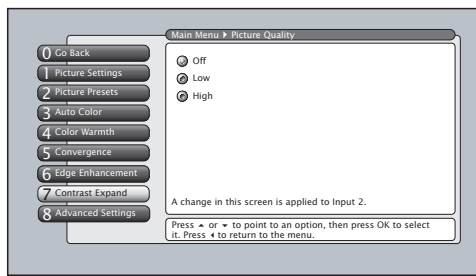 Main Menu ▶ Picture Quality
0 Go Back
1 Picture Settings
2 Picture Presets
3 Auto Color
4 Color Warmth
5 Convergence
6 Edge Enhancement
7 Contrast Expand
8 Advanced Settings
Off
Low
High
A change in this screen is applied to Input 2.
Press ▲ or ▼ to point to an option, then press OK to select
it. Press ◀ to return to the menu.